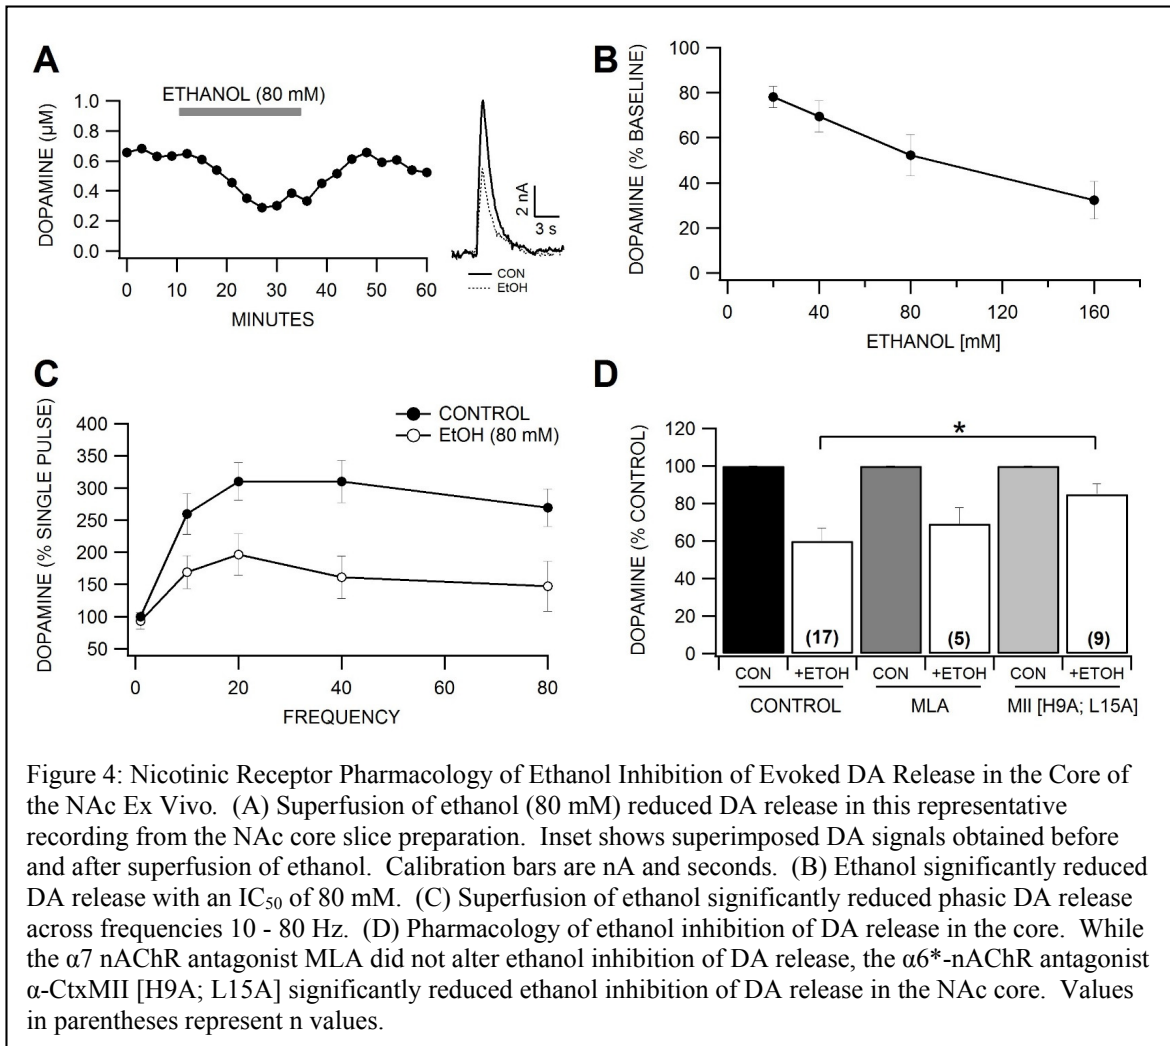 A
ETHANOL (80 mM)
DOPAMINE (µM)
1.0
0.8
0.6
0.4
0.2
0.0
0 10 20 30 40 50 60
MINUTES
2 nA
3 s
CON
EtOH
B
DOPAMINE (% BASELINE)
100
80
60
40
20
0
0 40 80 120 160
ETHANOL [mM]
C
DOPAMINE (% SINGLE PULSE)
400
350
300
250
200
150
100
50
CONTROL
EtOH (80 mM)
0 20 40 60 80
FREQUENCY
D
DOPAMINE (% CONTROL)
120
100
80
60
40
20
0
*
(17) (5) (9)
CON +ETOH CON +ETOH CON +ETOH
CONTROL MLA MII [H9A; L15A]
Figure 4: Nicotinic Receptor Pharmacology of Ethanol Inhibition of Evoked DA Release in the Core of
the NAc Ex Vivo. (A) Superfusion of ethanol (80 mM) reduced DA release in this representative
recording from the NAc core slice preparation. Inset shows superimposed DA signals obtained before
and after superfusion of ethanol. Calibration bars are nA and seconds. (B) Ethanol significantly reduced
DA release with an IC₅₀ of 80 mM. (C) Superfusion of ethanol significantly reduced phasic DA release
across frequencies 10 - 80 Hz. (D) Pharmacology of ethanol inhibition of DA release in the core. While
the α7 nAChR antagonist MLA did not alter ethanol inhibition of DA release, the α6*-nAChR antagonist
α-CtxMII [H9A; L15A] significantly reduced ethanol inhibition of DA release in the NAc core. Values
in parentheses represent n values.